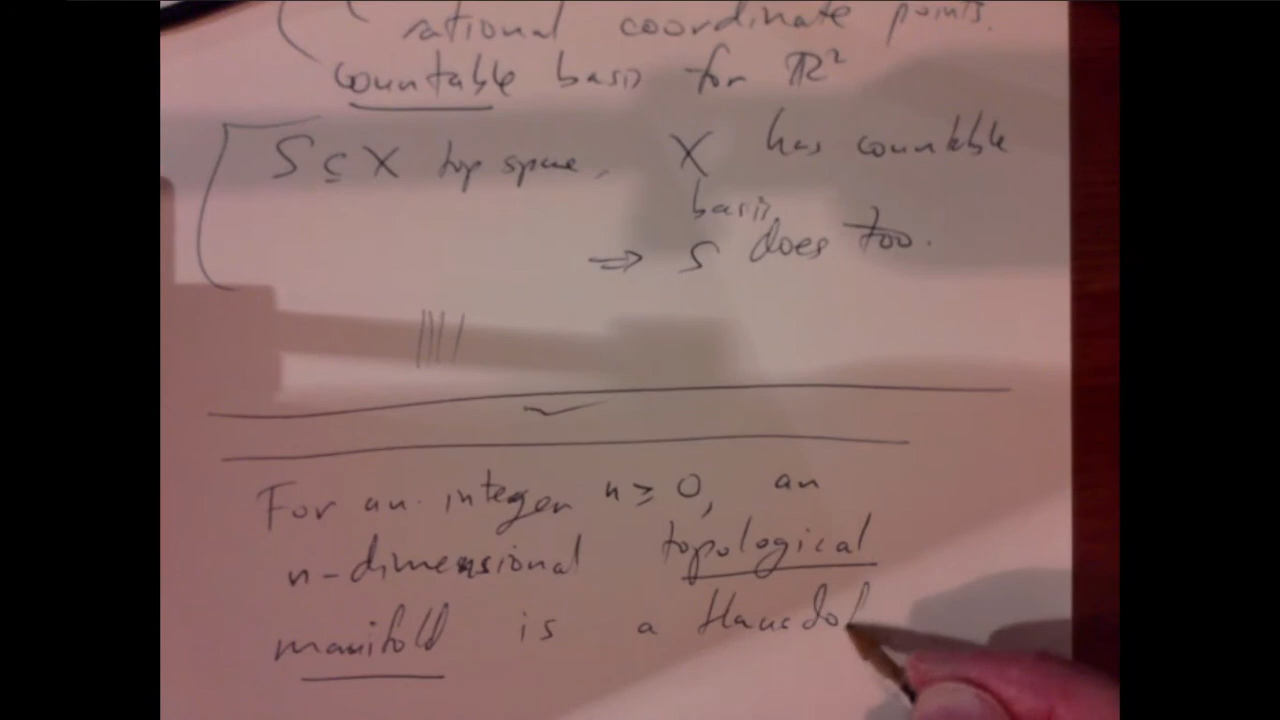 rational coordinate points.
countable basis for ℝ²
S ⊆ X top space, X has countable
basis
⇒ S does too.
For an integer n ≥ 0, an
n-dimensional topological
manifold is a Hausdof